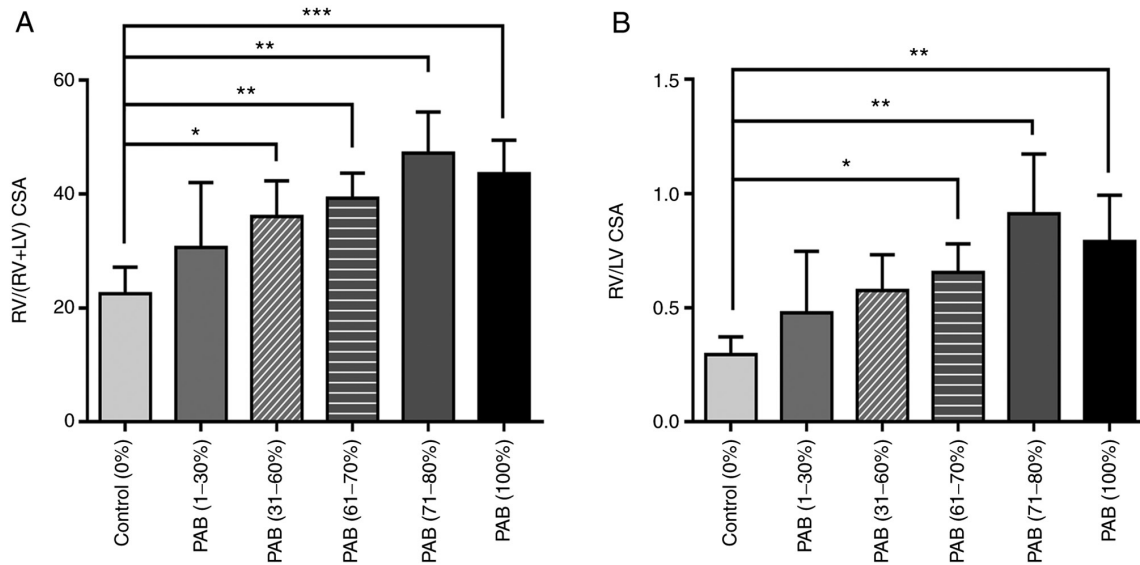 A
RV/(RV+LV) CSA
60
40
20
0
***
**
**
*
Control (0%)
PAB (1–30%)
PAB (31–60%)
PAB (61–70%)
PAB (71–80%)
PAB (100%)
B
RV/LV CSA
1.5
1.0
0.5
0.0
**
**
*
Control (0%)
PAB (1–30%)
PAB (31–60%)
PAB (61–70%)
PAB (71–80%)
PAB (100%)